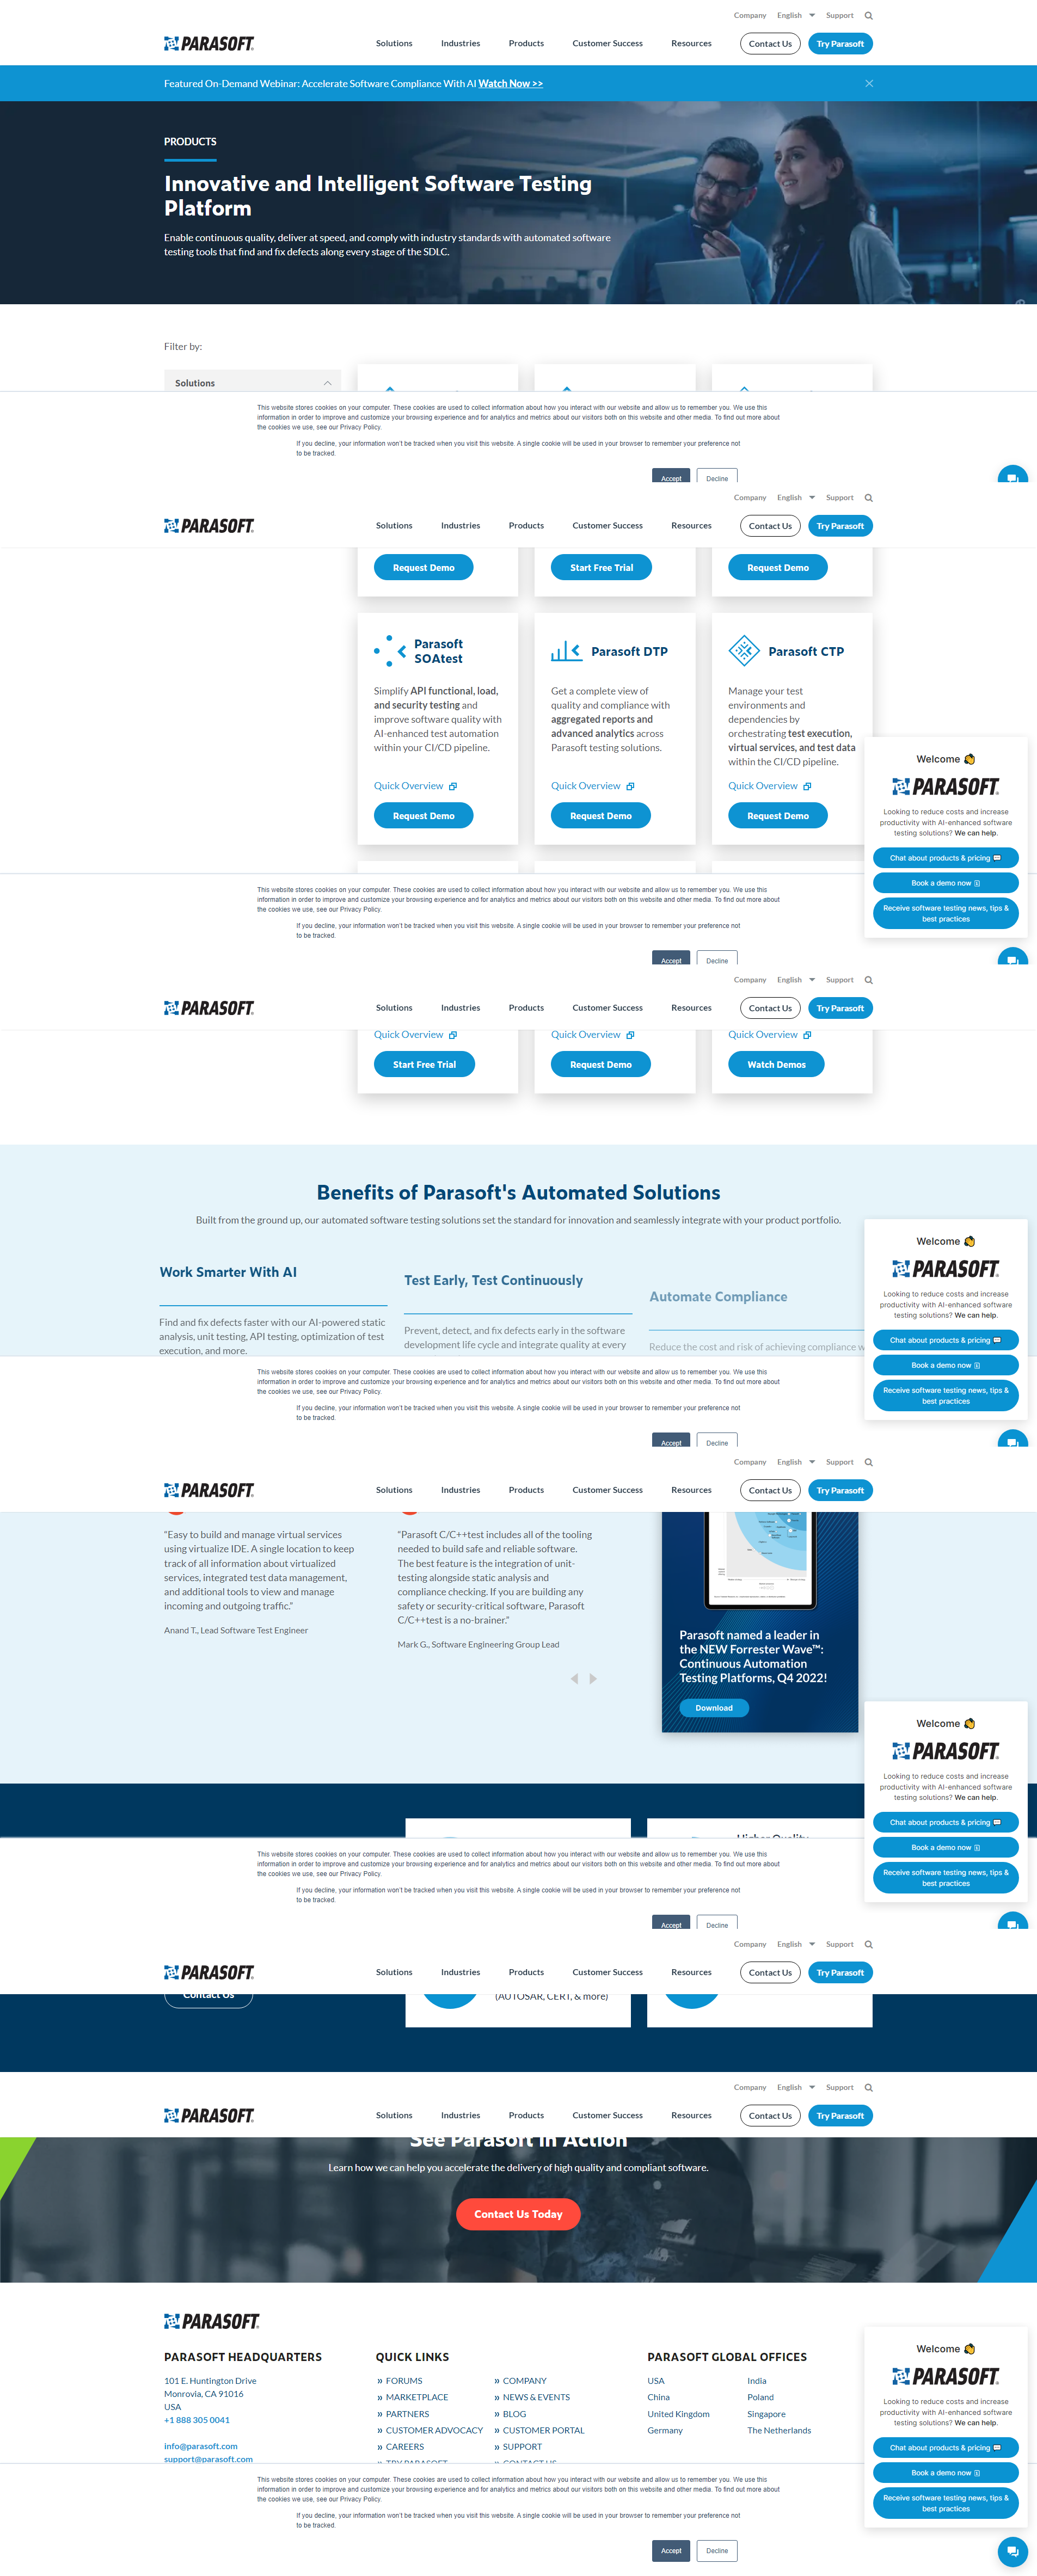 Company English Support
PARASOFT
Solutions Industries Products Customer Success Resources Contact Us Try Parasoft
Featured On-Demand Webinar: Accelerate Software Compliance With AI Watch Now >>
PRODUCTS
Innovative and Intelligent Software Testing
Platform
Enable continuous quality, deliver at speed, and comply with industry standards with automated software
testing tools that find and fix defects along every stage of the SDLC.
Filter by:
Solutions
This website stores cookies on your computer. These cookies are used to collect information about how you interact with our website and allow us to remember you. We use this
information in order to improve and customize your browsing experience and for analytics and metrics about our visitors both on this website and other media. To find out more about
the cookies we use, see our Privacy Policy.
If you decline, your information won't be tracked when you visit this website. A single cookie will be used in your browser to remember your preference not
to be tracked.
Accept Decline
Company English Support
PARASOFT
Solutions Industries Products Customer Success Resources Contact Us Try Parasoft
Request Demo Start Free Trial Request Demo
Parasoft
SOAtest
Simplify API functional, load,
and security testing and
improve software quality with
AI-enhanced test automation
within your CI/CD pipeline.
Quick Overview
Request Demo
Parasoft DTP
Get a complete view of
quality and compliance with
aggregated reports and
advanced analytics across
Parasoft testing solutions.
Quick Overview
Request Demo
Parasoft CTP
Manage your test
environments and
dependencies by
orchestrating test execution,
virtual services, and test data
within the CI/CD pipeline.
Quick Overview
Request Demo
Welcome
PARASOFT
Looking to reduce costs and increase
productivity with AI-enhanced software
testing solutions? We can help.
Chat about products & pricing
Book a demo now
Receive software testing news, tips &
best practices
This website stores cookies on your computer. These cookies are used to collect information about how you interact with our website and allow us to remember you. We use this
information in order to improve and customize your browsing experience and for analytics and metrics about our visitors both on this website and other media. To find out more about
the cookies we use, see our Privacy Policy.
If you decline, your information won't be tracked when you visit this website. A single cookie will be used in your browser to remember your preference not
to be tracked.
Accept Decline
Company English Support
PARASOFT
Solutions Industries Products Customer Success Resources Contact Us Try Parasoft
Quick Overview Quick Overview Quick Overview
Start Free Trial Request Demo Watch Demos
Benefits of Parasoft's Automated Solutions
Built from the ground up, our automated software testing solutions set the standard for innovation and seamlessly integrate with your product portfolio.
Work Smarter With AI
Find and fix defects faster with our AI-powered static
analysis, unit testing, API testing, optimization of test
execution, and more.
Test Early, Test Continuously
Prevent, detect, and fix defects early in the software
development life cycle and integrate quality at every
Automate Compliance
Reduce the cost and risk of achieving compliance w
Welcome
PARASOFT
Looking to reduce costs and increase
productivity with AI-enhanced software
testing solutions? We can help.
Chat about products & pricing
Book a demo now
Receive software testing news, tips &
best practices
This website stores cookies on your computer. These cookies are used to collect information about how you interact with our website and allow us to remember you. We use this
information in order to improve and customize your browsing experience and for analytics and metrics about our visitors both on this website and other media. To find out more about
the cookies we use, see our Privacy Policy.
If you decline, your information won't be tracked when you visit this website. A single cookie will be used in your browser to remember your preference not
to be tracked.
Accept Decline
Company English Support
PARASOFT
Solutions Industries Products Customer Success Resources Contact Us Try Parasoft
"Easy to build and manage virtual services
using virtualize IDE. A single location to keep
track of all information about virtualized
services, integrated test data management,
and additional tools to view and manage
incoming and outgoing traffic."
Anand T., Lead Software Test Engineer
"Parasoft C/C++test includes all of the tooling
needed to build safe and reliable software.
The best feature is the integration of unit-
testing alongside static analysis and
compliance checking. If you are building any
safety or security-critical software, Parasoft
C/C++test is a no-brainer."
Mark G., Software Engineering Group Lead
Parasoft named a leader in
the NEW Forrester Wave™:
Continuous Automation
Testing Platforms, Q4 2022!
Download
Welcome
PARASOFT
Looking to reduce costs and increase
productivity with AI-enhanced software
testing solutions? We can help.
Chat about products & pricing
Book a demo now
Receive software testing news, tips &
best practices
Higher Quality
This website stores cookies on your computer. These cookies are used to collect information about how you interact with our website and allow us to remember you. We use this
information in order to improve and customize your browsing experience and for analytics and metrics about our visitors both on this website and other media. To find out more about
the cookies we use, see our Privacy Policy.
If you decline, your information won't be tracked when you visit this website. A single cookie will be used in your browser to remember your preference not
to be tracked.
Accept Decline
Company English Support
PARASOFT
Solutions Industries Products Customer Success Resources Contact Us Try Parasoft
Contact Us
(AUTOSAR, CERT, & more)
Company English Support
PARASOFT
Solutions Industries Products Customer Success Resources Contact Us Try Parasoft
See Parasoft in Action
Learn how we can help you accelerate the delivery of high quality and compliant software.
Contact Us Today
PARASOFT
PARASOFT HEADQUARTERS
101 E. Huntington Drive
Monrovia, CA 91016
USA
+1 888 305 0041
info@parasoft.com
support@parasoft.com
QUICK LINKS
» FORUMS
» MARKETPLACE
» PARTNERS
» CUSTOMER ADVOCACY
» CAREERS
» TRY PARASOFT
» COMPANY
» NEWS & EVENTS
» BLOG
» CUSTOMER PORTAL
» SUPPORT
» CONTACT US
PARASOFT GLOBAL OFFICES
USA
China
United Kingdom
Germany
India
Poland
Singapore
The Netherlands
Welcome
PARASOFT
Looking to reduce costs and increase
productivity with AI-enhanced software
testing solutions? We can help.
Chat about products & pricing
Book a demo now
Receive software testing news, tips &
best practices
This website stores cookies on your computer. These cookies are used to collect information about how you interact with our website and allow us to remember you. We use this
information in order to improve and customize your browsing experience and for analytics and metrics about our visitors both on this website and other media. To find out more about
the cookies we use, see our Privacy Policy.
If you decline, your information won't be tracked when you visit this website. A single cookie will be used in your browser to remember your preference not
to be tracked.
Accept Decline